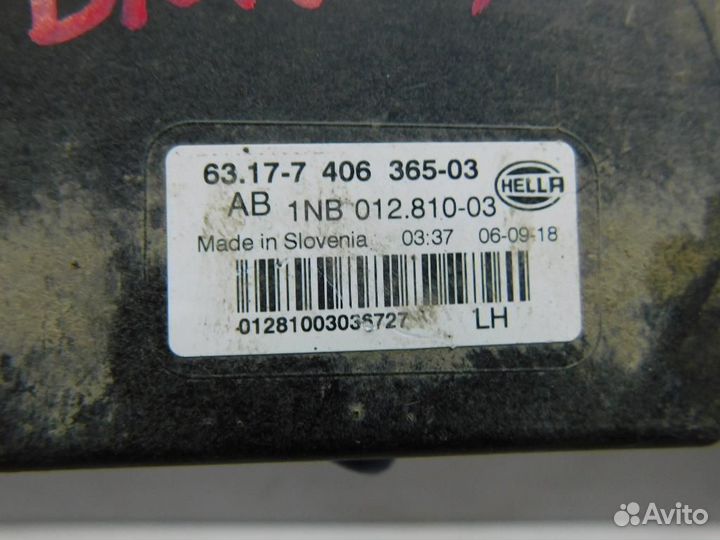 63.17-7 406 365-03
HELLA
AB 1NB 012.810-03
Made in Slovenia 03:37 06-09-18
01281003036727 LH
Avito